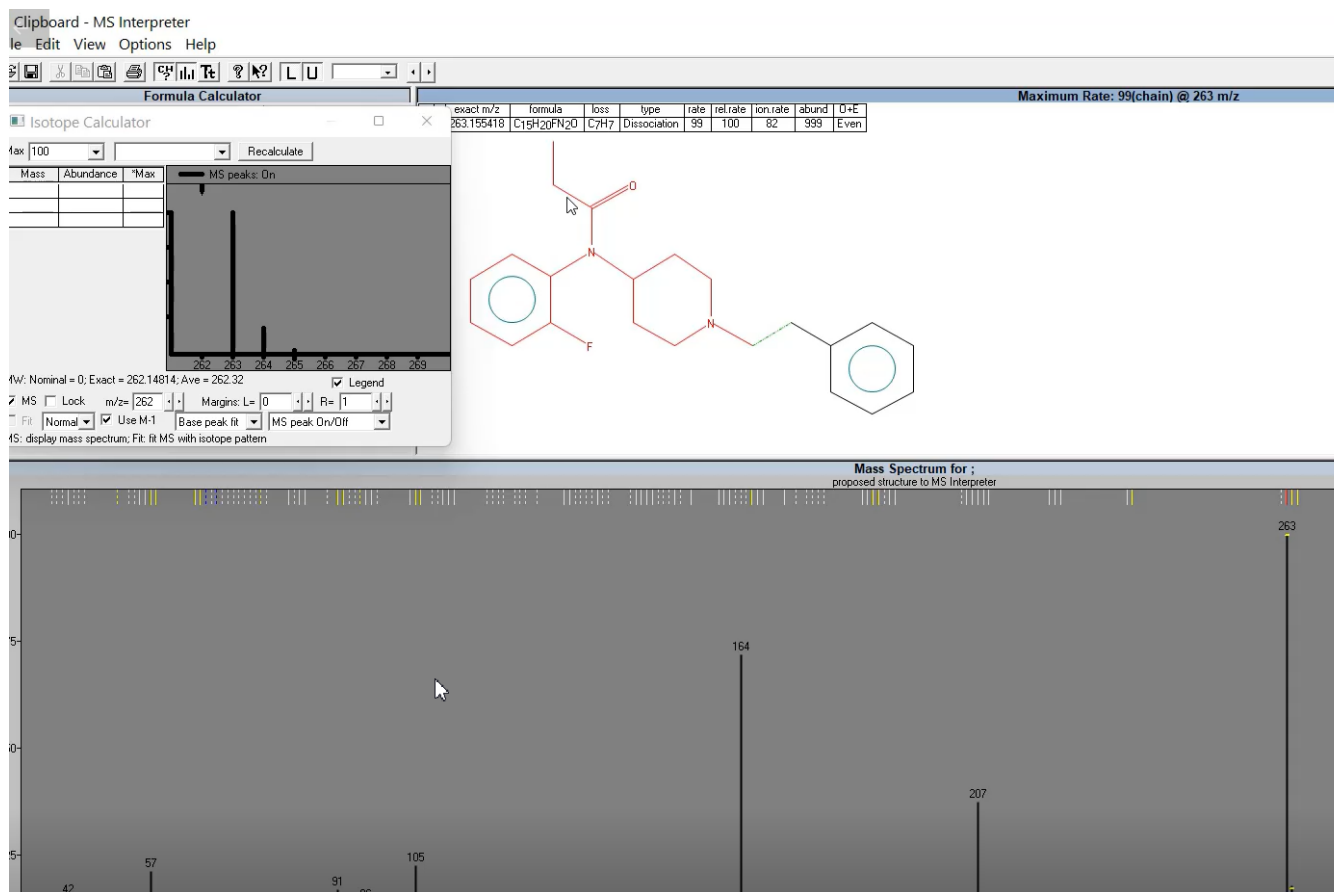 Clipboard - MS Interpreter
le Edit View Options Help
Tt ? L U
Formula Calculator
Maximum Rate: 99(chain) @ 263 m/z
exact m/z formula loss type rate rel.rate ion.rate abund O+E
263.155418 C15H20FN2O C7H7 Dissociation 99 100 82 999 Even
Isotope Calculator
Max 100 Recalculate
Mass Abundance *Max
MS peaks: On
262 263 264 265 266 267 268 269
MW: Nominal = 0; Exact = 262.14814; Ave = 262.32
Legend
MS Lock m/z= 262 Margins: L= 0 R= 1
Fit Normal Use M-1 Base peak fit MS peak On/Off
MS: display mass spectrum; Fit: fit MS with isotope pattern
O
N
F
N
Mass Spectrum for ;
proposed structure to MS Interpreter
263
164
207
105
57
91
42